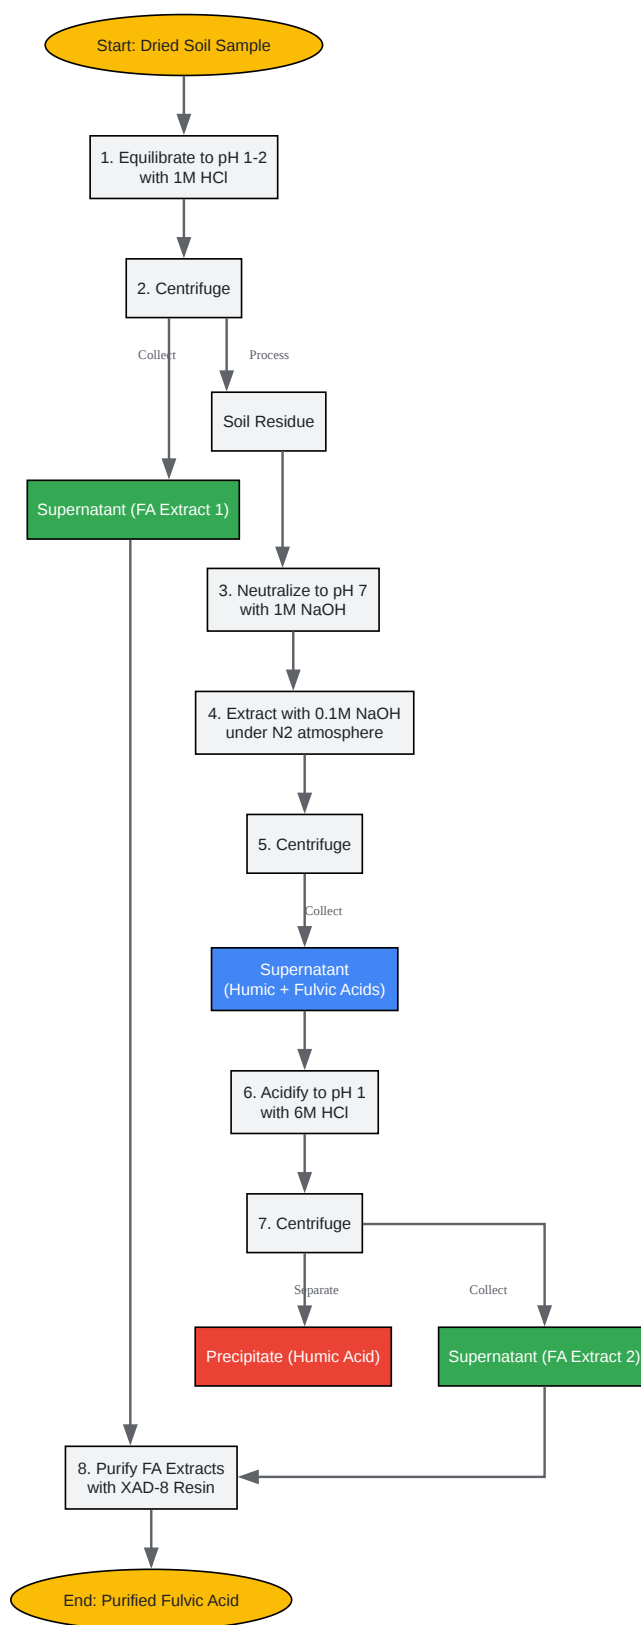 Start: Dried Soil Sample
1. Equilibrate to pH 1-2
with 1M HCl
2. Centrifuge
Collect
Process
Soil Residue
Supernatant (FA Extract 1)
3. Neutralize to pH 7
with 1M NaOH
4. Extract with 0.1M NaOH
under N2 atmosphere
5. Centrifuge
Collect
Supernatant
(Humic + Fulvic Acids)
6. Acidify to pH 1
with 6M HCl
7. Centrifuge
Separate
Collect
Precipitate (Humic Acid)
Supernatant (FA Extract 2)
8. Purify FA Extracts
with XAD-8 Resin
End: Purified Fulvic Acid